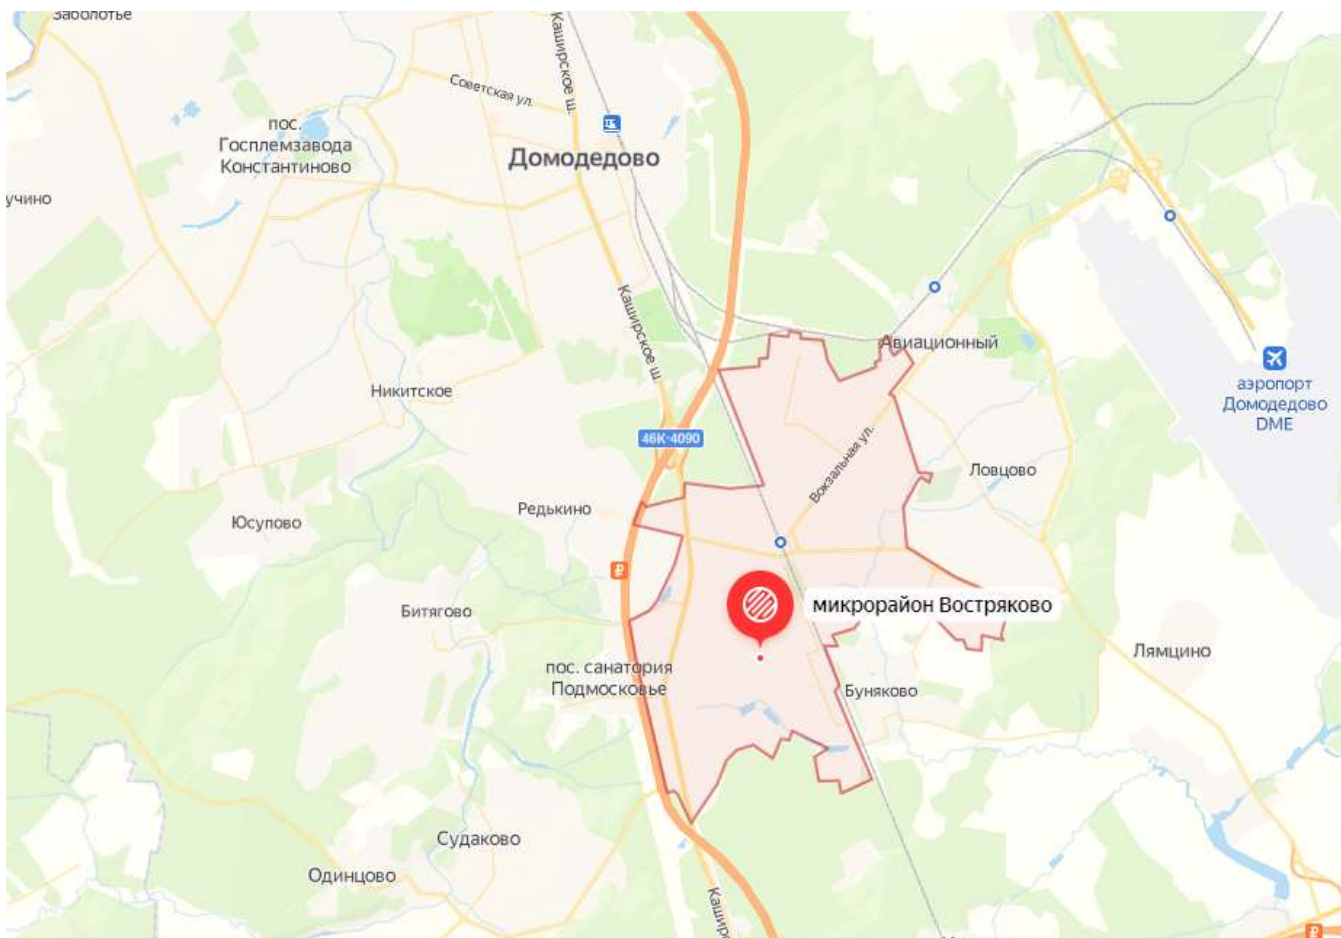 Заболотье
Каширское ш.
Советская ул.
пос.
Госплемзавода
Константиново
Домодедово
учино
Каширское ш.
Авиационный
аэропорт
Домодедово
DME
Никитское
46К-4090
Вокзальная ул.
Ловцово
Редькино
Юсупово
₽
микрорайон Востряково
Битягово
Лямцино
пос. санатория
Подмосковье
Буняково
Судаково
Одинцово
Каширс
₽